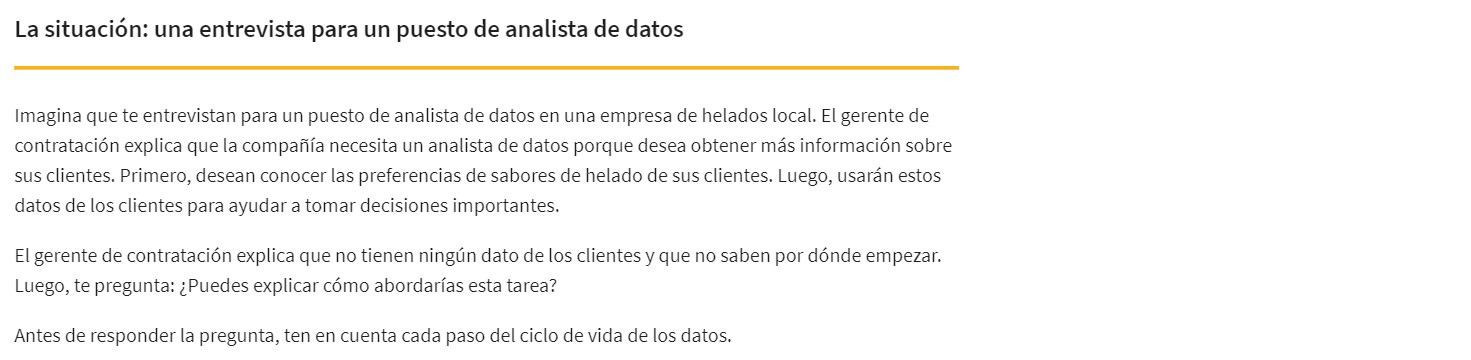 La situación: una entrevista para un puesto de analista de datos
Imagina que te entrevistan para un puesto de analista de datos en una empresa de helados local. El gerente de
contratación explica que la compañía necesita un analista de datos porque desea obtener más información sobre
sus clientes. Primero, desean conocer las preferencias de sabores de helado de sus clientes. Luego, usarán estos
datos de los clientes para ayudar a tomar decisiones importantes.
El gerente de contratación explica que no tienen ningún dato de los clientes y que no saben por dónde empezar.
Luego, te pregunta: ¿Puedes explicar cómo abordarías esta tarea?
Antes de responder la pregunta, ten en cuenta cada paso del ciclo de vida de los datos.